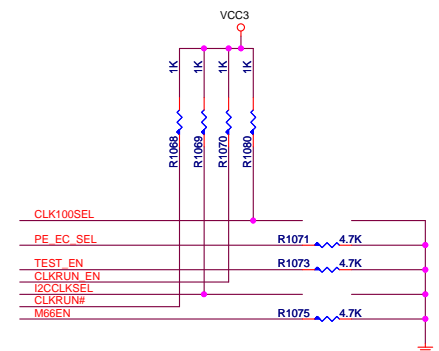 VCC3
1K
1K
1K
1K
R1068
R1069
R1070
R1080
CLK100SEL
PE_EC_SEL
R1071 4.7K
TEST_EN
R1073 4.7K
CLKRUN_EN
I2CCLKSEL
CLKRUN#
M66EN
R1075 4.7K